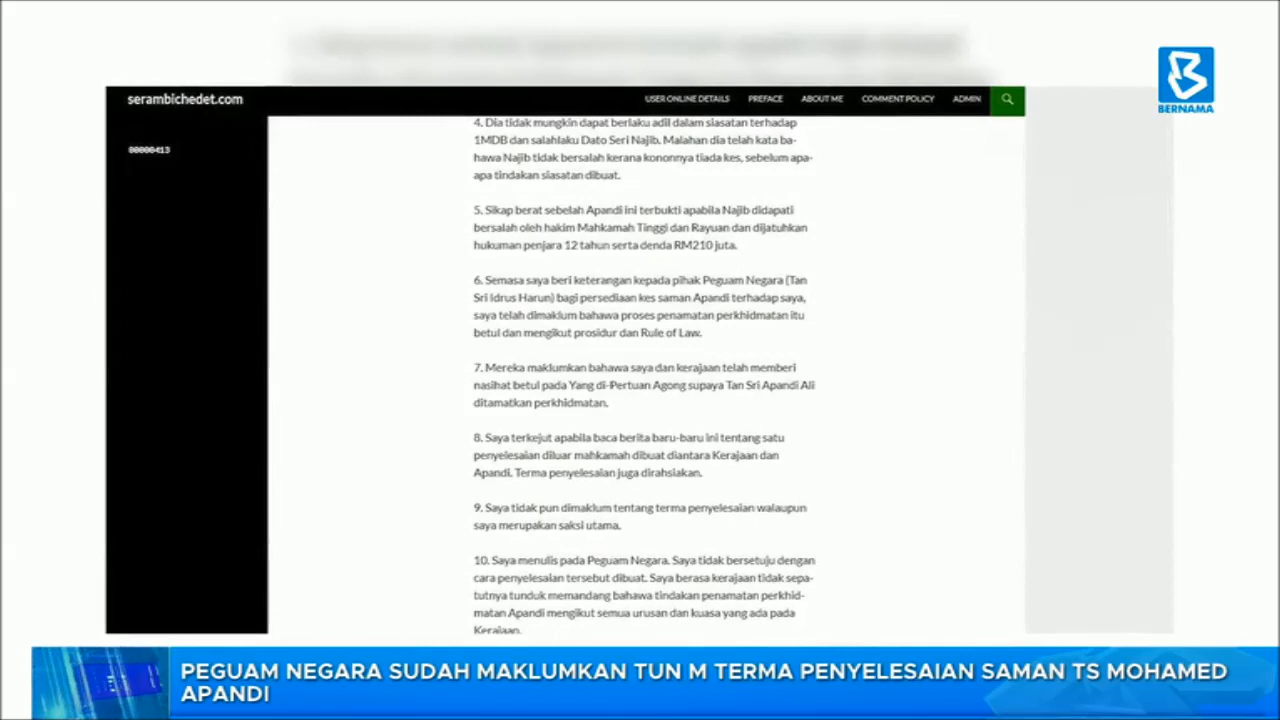 BERNAMA
serambichedet.com
USER ONLINE DETAILS PREFACE ABOUT ME COMMENT POLICY ADMIN
00000413
4. Dia tidak mungkin dapat berlaku adil dalam siasatan terhadap
1MDB dan salahlaku Dato Seri Najib. Malahan dia telah kata ba-
hawa Najib tidak bersalah kerana kononnya tiada kes, sebelum apa-
apa tindakan siasatan dibuat.
5. Sikap berat sebelah Apandi ini terbukti apabila Najib didapati
bersalah oleh hakim Mahkamah Tinggi dan Rayuan dan dijatuhkan
hukuman penjara 12 tahun serta denda RM210 juta.
6. Semasa saya beri keterangan kepada pihak Peguam Negara (Tan
Sri Idrus Harun) bagi persediaan kes saman Apandi terhadap saya,
saya telah dimaklum bahawa proses penamatan perkhidmatan itu
betul dan mengikut prosidur dan Rule of Law.
7. Mereka maklumkan bahawa saya dan kerajaan telah memberi
nasihat betul pada Yang di-Pertuan Agong supaya Tan Sri Apandi Ali
ditamatkan perkhidmatan.
8. Saya terkejut apabila baca berita baru-baru ini tentang satu
penyelesaian diluar mahkamah dibuat diantara Kerajaan dan
Apandi. Terma penyelesaian juga dirahsiakan.
9. Saya tidak pun dimaklum tentang terma penyelesaian walaupun
saya merupakan saksi utama.
10. Saya menulis pada Peguam Negara. Saya tidak bersetuju dengan
cara penyelesaian tersebut dibuat. Saya berasa kerajaan tidak sepa-
tutnya tunduk memandang bahawa tindakan penamatan perkhid-
matan Apandi mengikut semua urusan dan kuasa yang ada pada
Kerajaan.
PEGUAM NEGARA SUDAH MAKLUMKAN TUN M TERMA PENYELESAIAN SAMAN TS MOHAMED
APANDI